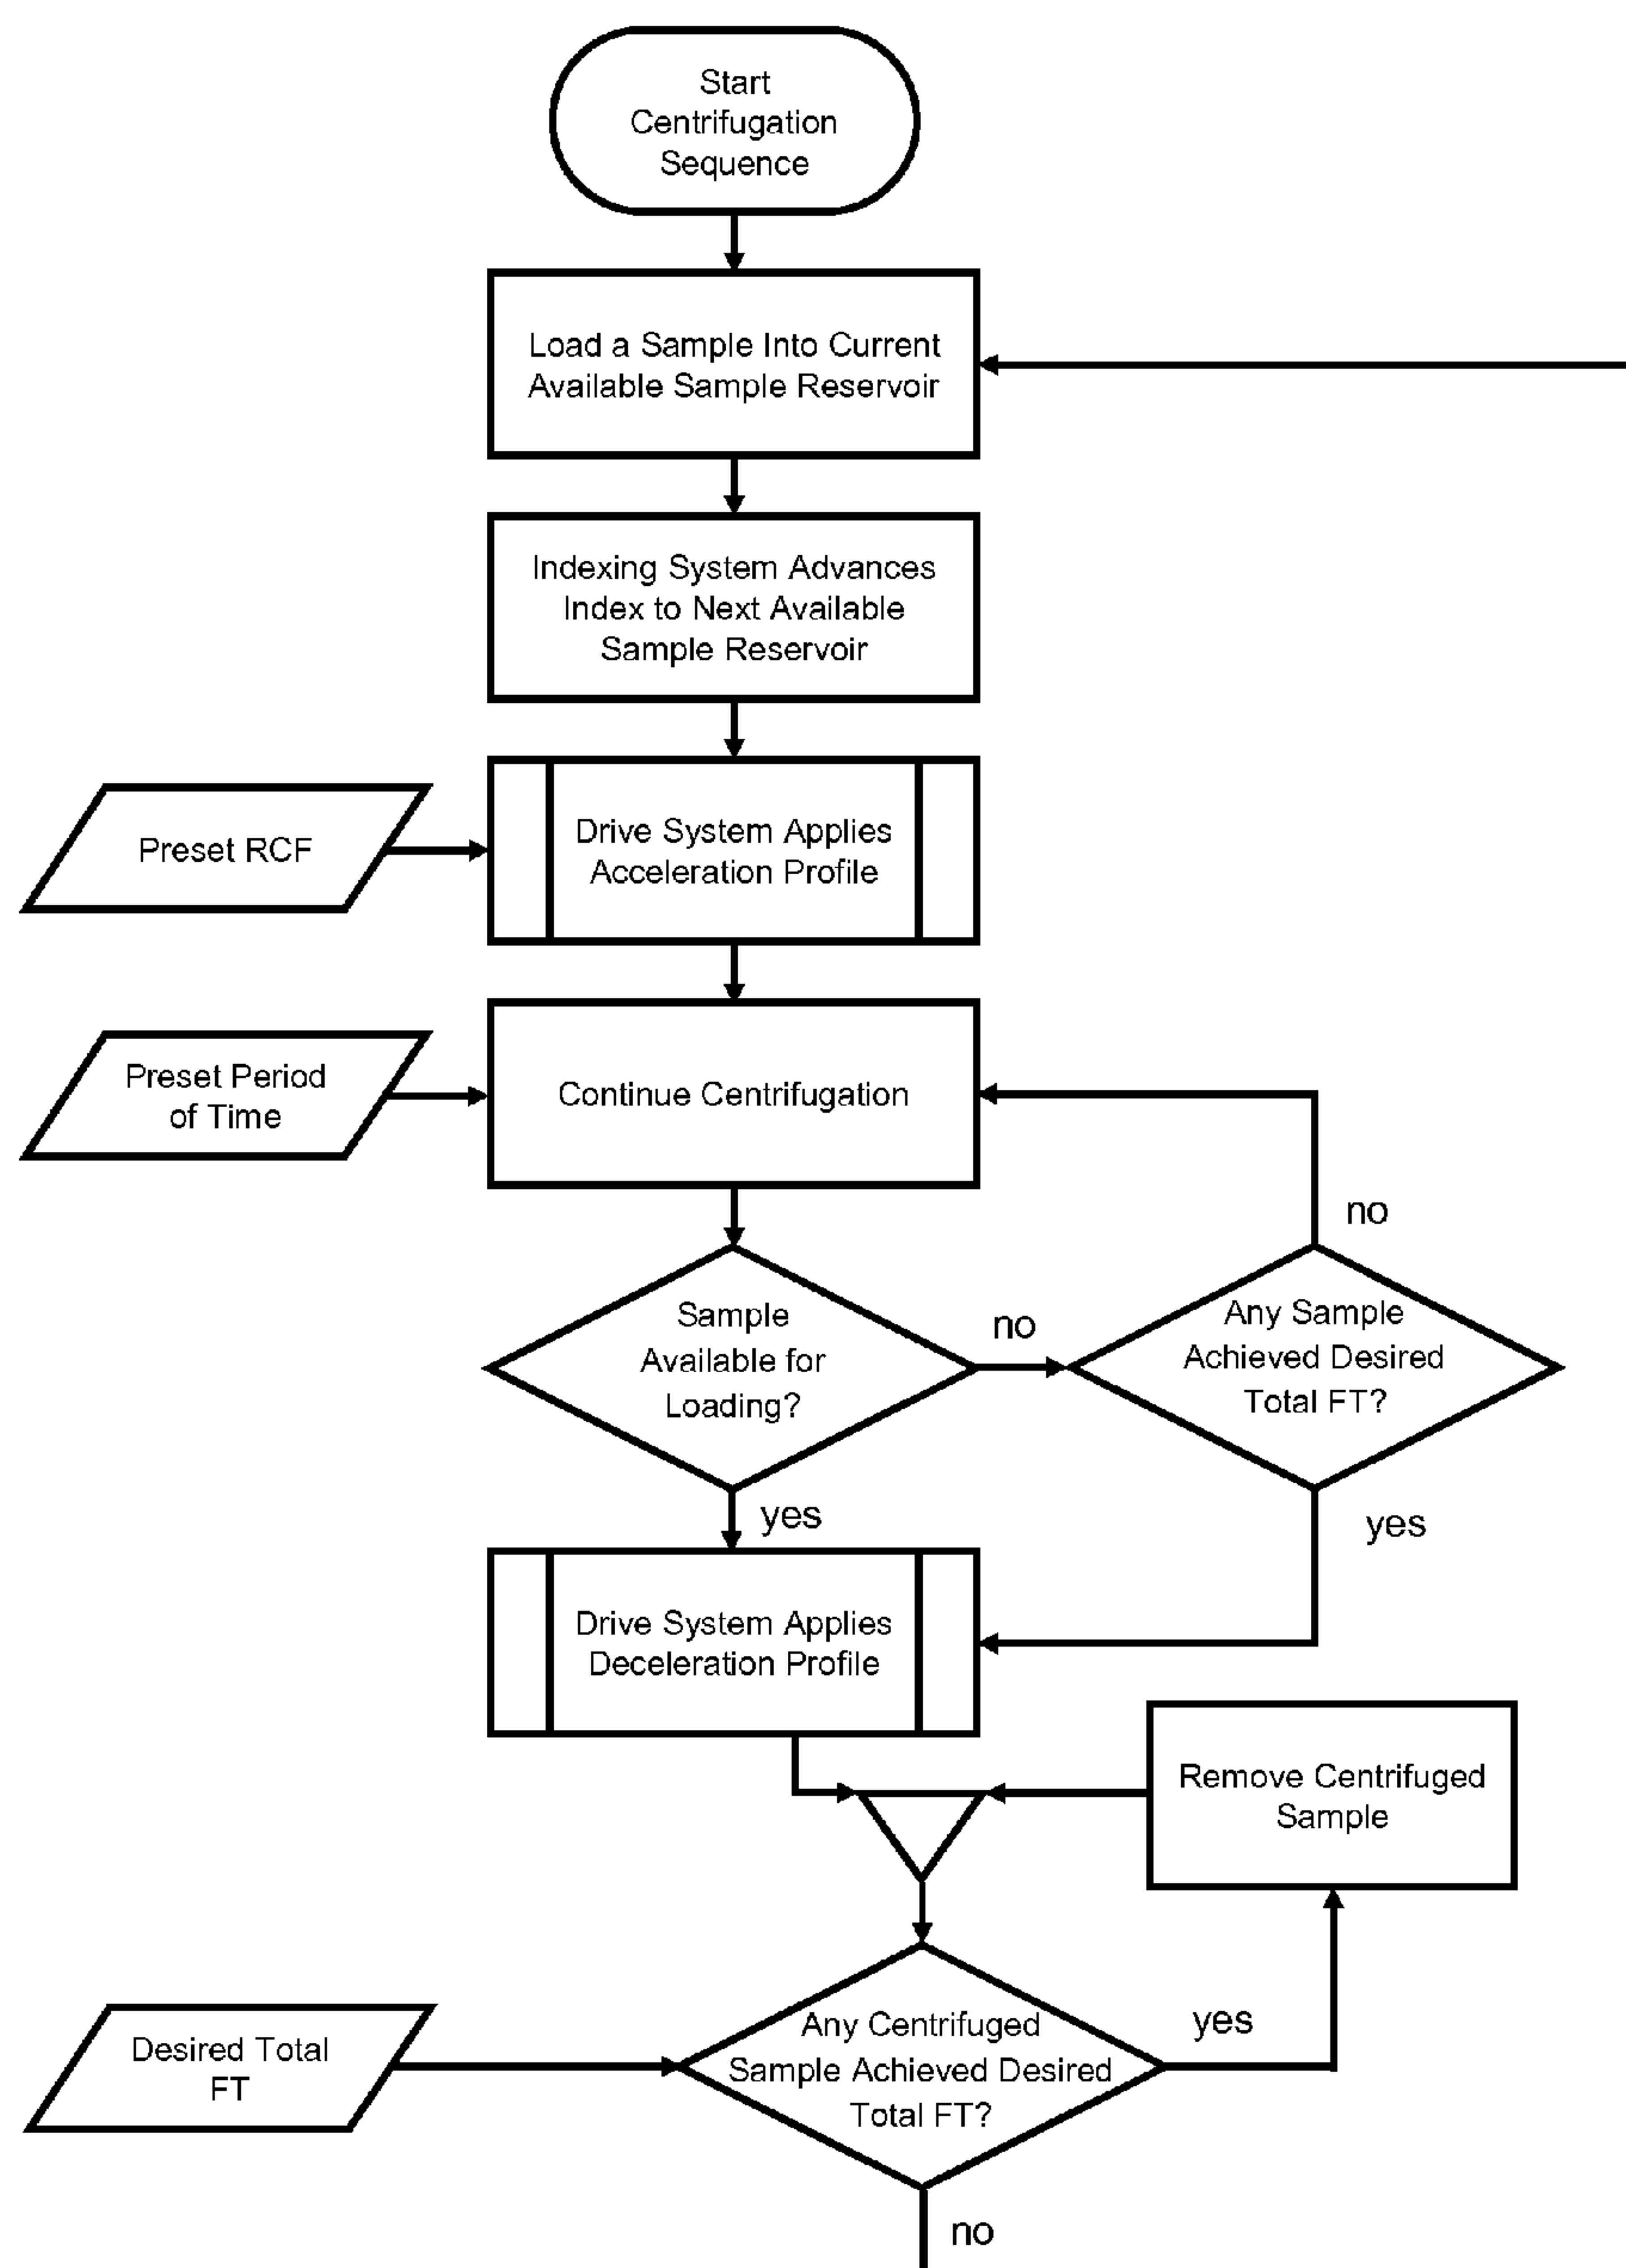 Start
Centrifugation
Sequence
Load a Sample Into Current
Available Sample Reservoir
Indexing System Advances
Index to Next Available
Sample Reservoir
Preset RCF
Drive System Applies
Acceleration Profile
Preset Period
of Time
Continue Centrifugation
no
Sample
Available for
Loading?
no
Any Sample
Achieved Desired
Total FT?
yes
yes
Drive System Applies
Deceleration Profile
Remove Centrifuged
Sample
Desired Total
FT
Any Centrifuged
Sample Achieved Desired
Total FT?
yes
no